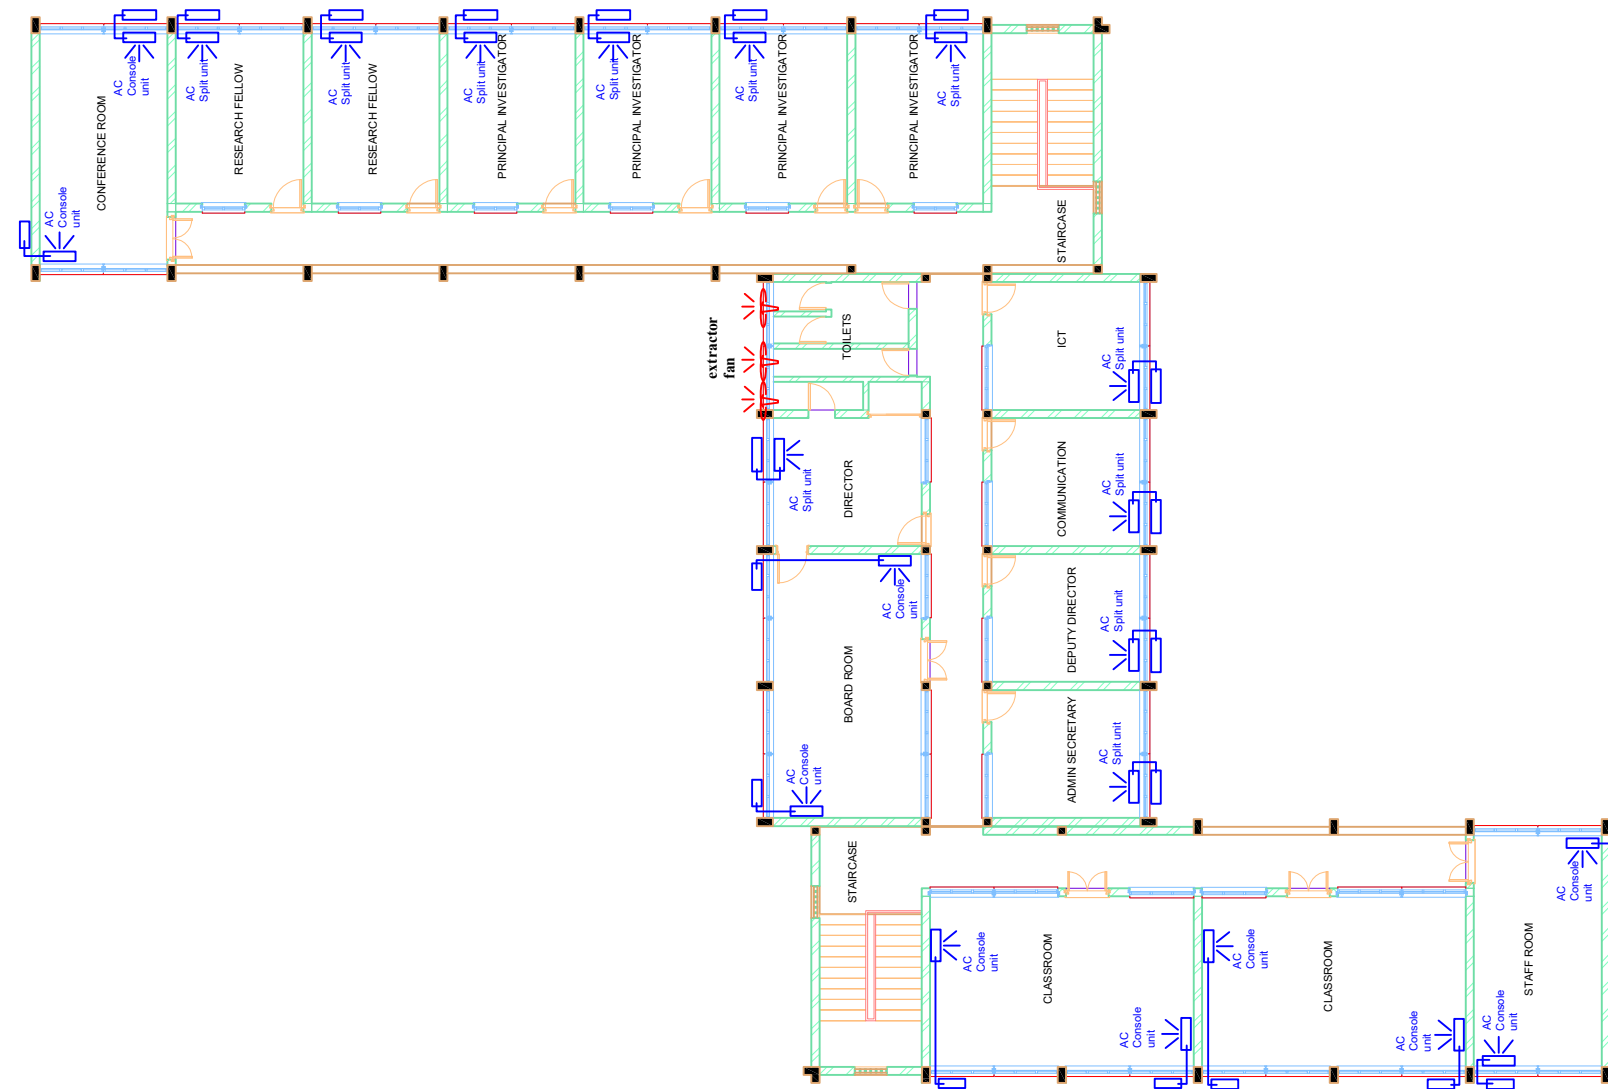 AC
Console
unit
AC
Split unit
AC
Split unit
AC
Split unit
AC
Split unit
AC
Split unit
AC
Split unit
CONFERENCE ROOM
RESEARCH FELLOW
RESEARCH FELLOW
PRINCIPAL INVESTIGATOR
PRINCIPAL INVESTIGATOR
PRINCIPAL INVESTIGATOR
PRINCIPAL INVESTIGATOR
AC
Console
unit
STAIRCASE
extractor
fan
TOILETS
ICT
AC
Split unit
DIRECTOR
AC
Split unit
COMMUNICATION
AC
Split unit
AC
Console
unit
BOARD ROOM
DEPUTY DIRECTOR
AC
Split unit
AC
Console
unit
ADMIN SECRETARY
AC
Split unit
STAIRCASE
AC
Console
unit
CLASSROOM
AC
Console
unit
AC
Console
unit
CLASSROOM
AC
Console
unit
AC
Console
unit
STAFF ROOM
AC
Console
unit